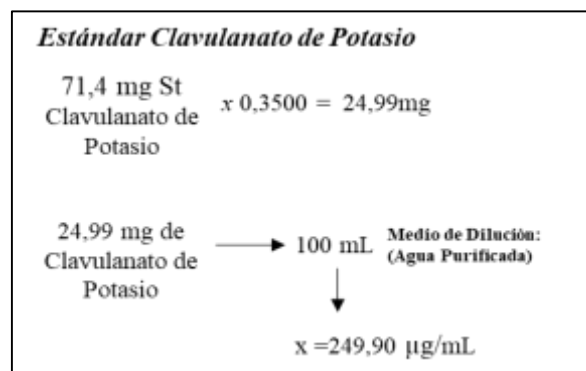 Estándar Clavulanato de Potasio
71,4 mg St
Clavulanato de
Potasio
x 0,3500 = 24,99mg
24,99 mg de
Clavulanato de
Potasio
100 mL
Medio de Dilución:
(Agua Purificada)
x =249,90 µg/mL